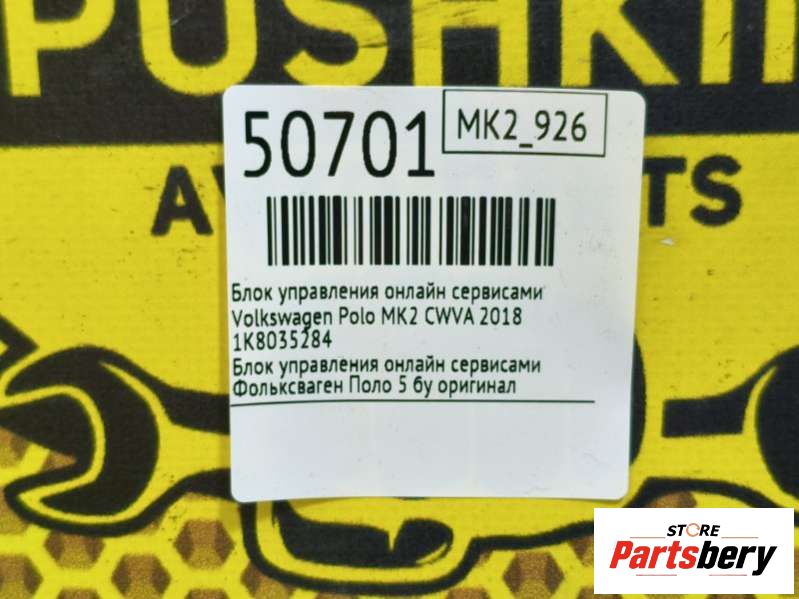 PUSHKI
50701
MK2_926
AV
TS
Блок управления онлайн сервисами
Volkswagen Polo MK2 CWVA 2018
1K8035284
Блок управления онлайн сервисами
Фольксваген Поло 5 бу оригинал
STORE
Partsbery